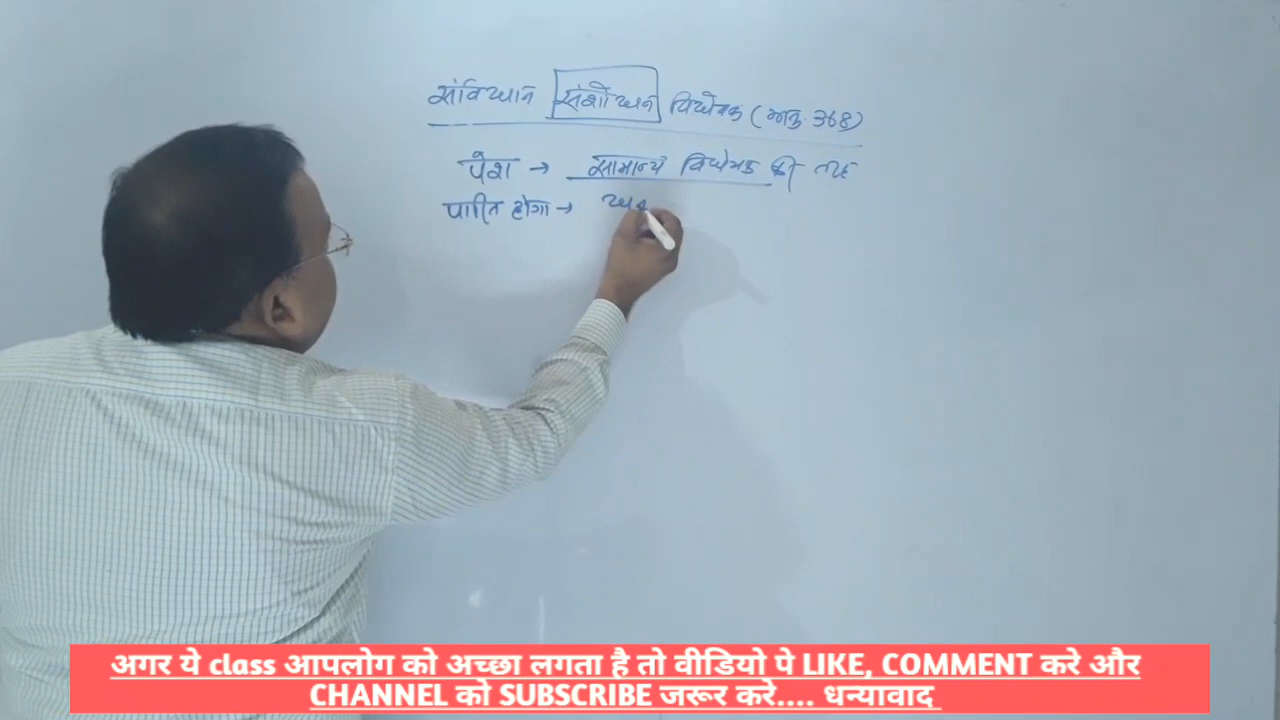 संविधान संशोधन विधेयक (अनु. 368)
पेश → सामान्य विधेयक की तरह
पारित होगा →
अगर ये class आपलोग को अच्छा लगता है तो वीडियो पे LIKE, COMMENT करे और
CHANNEL को SUBSCRIBE जरूर करे.... धन्यावाद